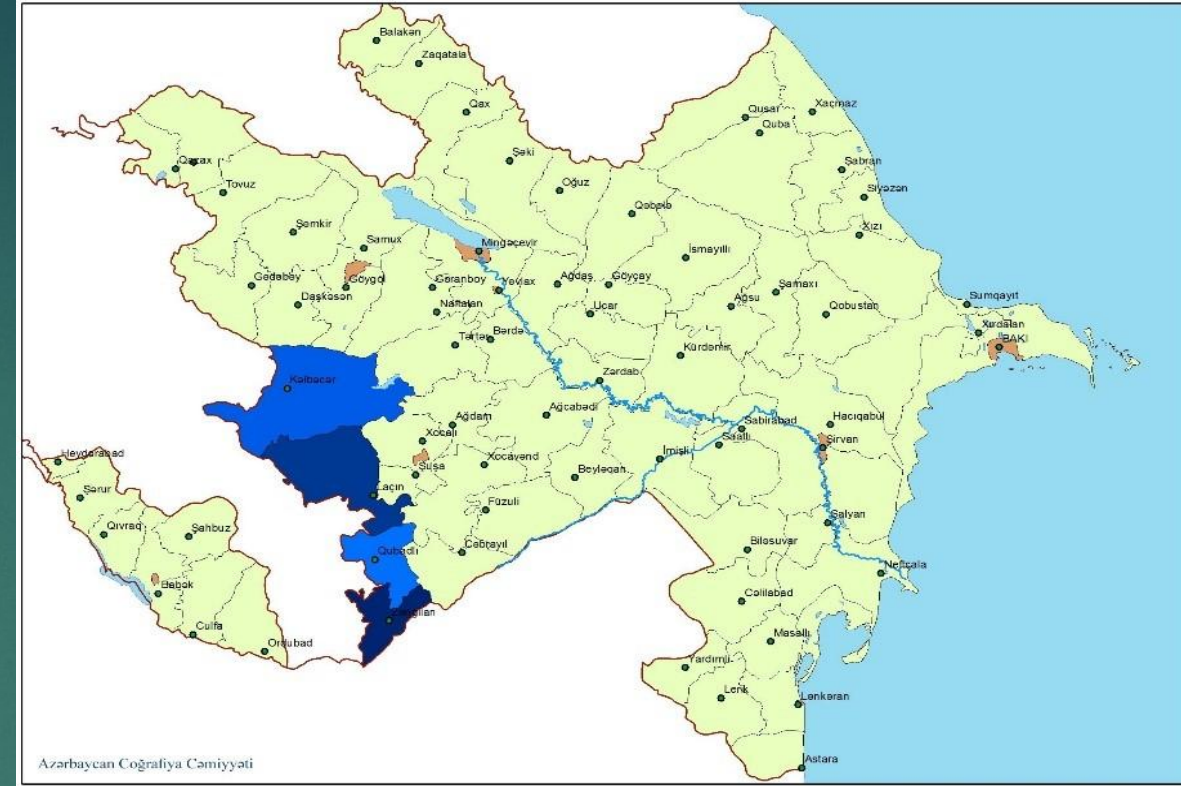 Balakən
Zaqatala
Qax
Şəki
Oğuz
Qəbələ
Qusar
Xaçmaz
Quba
Şabran
Siyəzən
Xızı
Qazax
Tovuz
Şəmkir
Samux
Mingəçevir
İsmayıllı
Gədəbəy
Göygöl
Goranboy
Yevlax
Ağdaş
Göyçay
Daşkəsən
Naftalan
Ucar
Ağsu
Şamaxı
Qobustan
Sumqayıt
Xırdalan
BAKI
Tərtər
Bərdə
Kürdəmir
Kəlbəcər
Zərdab
Ağdam
Ağcabədi
Xocalı
Sabirabad
Hacıqabul
Saatlı
Şirvan
Heydərabad
Şuşa
Xocavənd
İmişli
Beyləqan
Şərur
Laçın
Füzuli
Salyan
Qıvraq
Şahbuz
Qubadlı
Cəbrayıl
Biləsuvar
Neftçala
Babək
Cəlilabad
Culfa
Ordubad
Masallı
Yardımlı
Lerik
Lənkəran
Astara
Azərbaycan Coğrafiya Cəmiyyəti